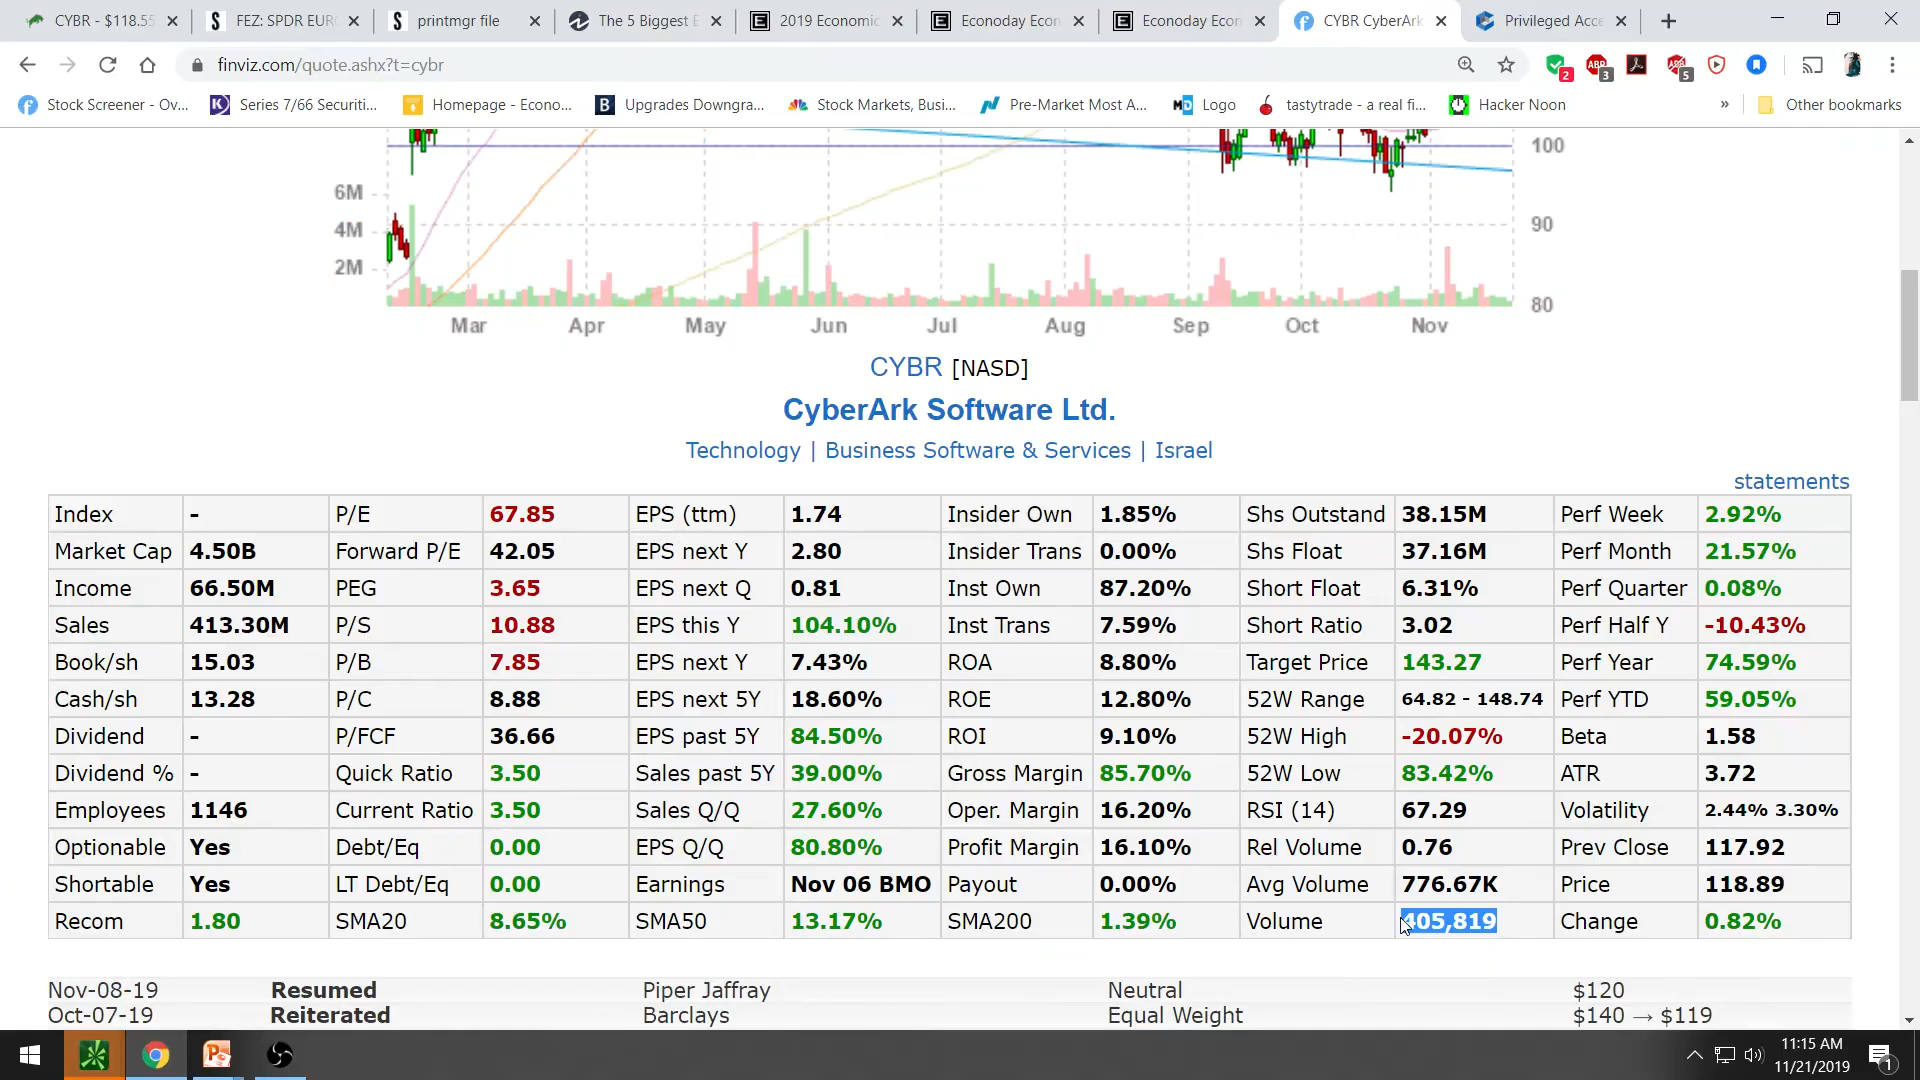 CYBR - $118.55
FEZ: SPDR EUR
printmgr file
The 5 Biggest E
2019 Economic
Econoday Econ
Econoday Econ
CYBR CyberArk
Privileged Acce
finviz.com/quote.ashx?t=cybr
2
ABP
3
5
Stock Screener - Ov...
Series 7/66 Securiti...
Homepage - Econo...
Upgrades Downgra...
Stock Markets, Busi...
Pre-Market Most A...
Logo
tastytrade - a real fi...
Hacker Noon
»
Other bookmarks
100
6M
4M
90
2M
80
Mar Apr May Jun Jul Aug Sep Oct Nov
CYBR [NASD]
CyberArk Software Ltd.
Technology | Business Software & Services | Israel
statements
Index - P/E 67.85 EPS (ttm) 1.74 Insider Own 1.85% Shs Outstand 38.15M Perf Week 2.92%
Market Cap 4.50B Forward P/E 42.05 EPS next Y 2.80 Insider Trans 0.00% Shs Float 37.16M Perf Month 21.57%
Income 66.50M PEG 3.65 EPS next Q 0.81 Inst Own 87.20% Short Float 6.31% Perf Quarter 0.08%
Sales 413.30M P/S 10.88 EPS this Y 104.10% Inst Trans 7.59% Short Ratio 3.02 Perf Half Y -10.43%
Book/sh 15.03 P/B 7.85 EPS next Y 7.43% ROA 8.80% Target Price 143.27 Perf Year 74.59%
Cash/sh 13.28 P/C 8.88 EPS next 5Y 18.60% ROE 12.80% 52W Range 64.82 - 148.74 Perf YTD 59.05%
Dividend - P/FCF 36.66 EPS past 5Y 84.50% ROI 9.10% 52W High -20.07% Beta 1.58
Dividend % - Quick Ratio 3.50 Sales past 5Y 39.00% Gross Margin 85.70% 52W Low 83.42% ATR 3.72
Employees 1146 Current Ratio 3.50 Sales Q/Q 27.60% Oper. Margin 16.20% RSI (14) 67.29 Volatility 2.44% 3.30%
Optionable Yes Debt/Eq 0.00 EPS Q/Q 80.80% Profit Margin 16.10% Rel Volume 0.76 Prev Close 117.92
Shortable Yes LT Debt/Eq 0.00 Earnings Nov 06 BMO Payout 0.00% Avg Volume 776.67K Price 118.89
Recom 1.80 SMA20 8.65% SMA50 13.17% SMA200 1.39% Volume 405,819 Change 0.82%
Nov-08-19 Resumed Piper Jaffray Neutral $120
Oct-07-19 Reiterated Barclays Equal Weight $140 → $119
11:15 AM
11/21/2019
1